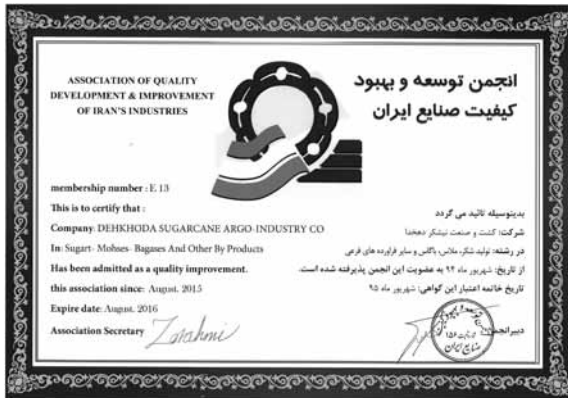 ASSOCIATION OF QUALITY
DEVELOPMENT & IMPROVEMENT
OF IRAN'S INDUSTRIES
انجمن توسعه و بهبود
کیفیت صنایع ایران
membership number : E 13
This is to certify that :
Company: DEHKHODA SUGARCANE ARGO-INDUSTRY CO
In: Sugart- Mohses- Bagases And Other By Products
Has been admitted as a quality improvement.
this association since: August. 2015
Expire date: August. 2016
Association Secretary
بدینوسیله تائید می گردد
شرکت: کشت و صنعت نیشکر دهخدا
در رشته: تولید شکر، ملاس، باگاس و سایر فراورده های فرعی
از تاریخ: شهریور ماه ۹۴ به عضویت این انجمن پذیرفته شده است.
تاریخ خاتمه اعتبار این گواهی: شهریور ماه ۹۵
دبیرانجمن
صنایع ایران